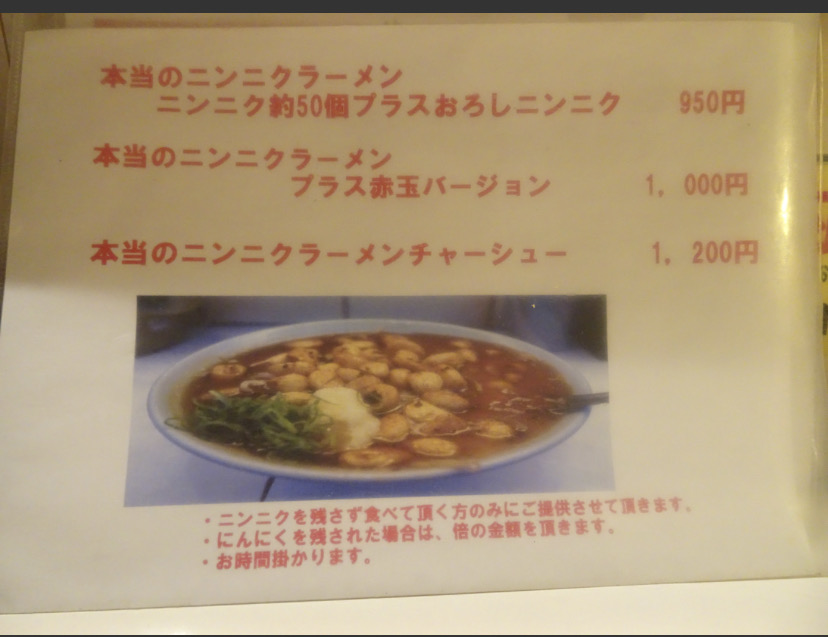 本当のニンニクラーメン
ニンニク約50個プラスおろしニンニク 950円
本当のニンニクラーメン
プラス赤玉バージョン 1,000円
本当のニンニクラーメンチャーシュー 1,200円
・ニンニクを残さず食べて頂く方のみにご提供させて頂きます。
・にんにくを残された場合は、倍の金額を頂きます。
・お時間掛かります。